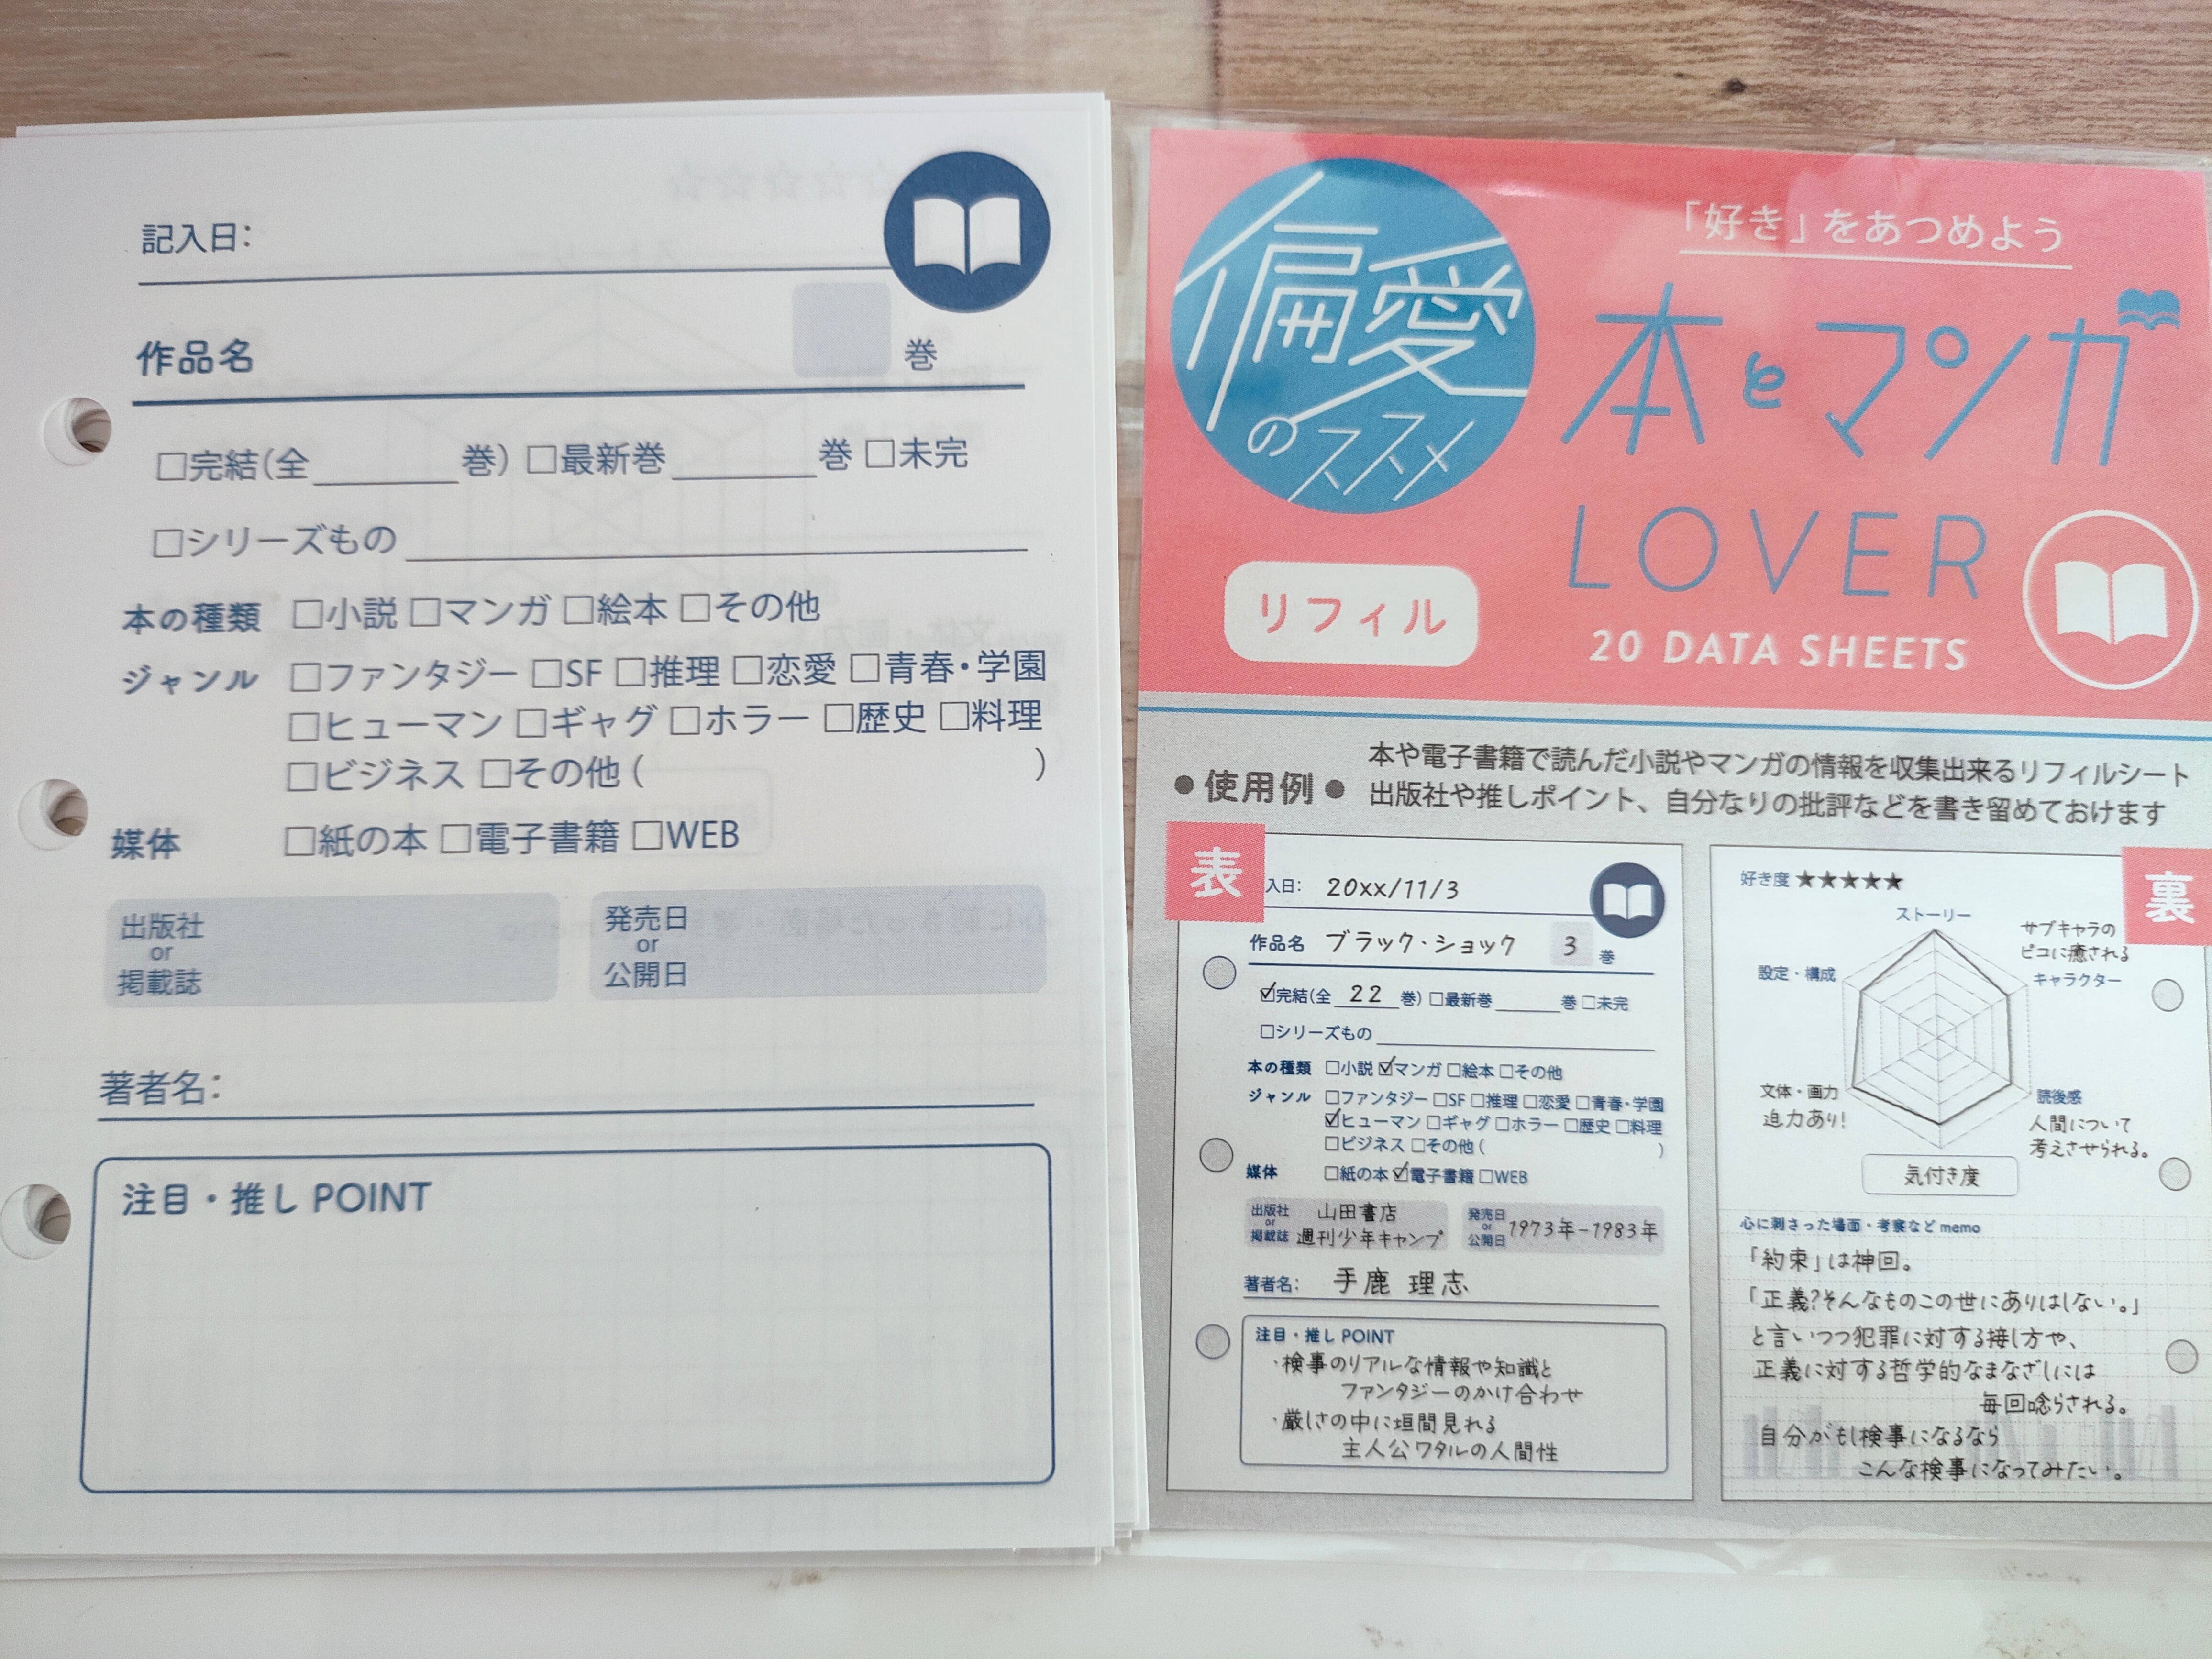 記入日：
作品名 巻
□完結（全 巻） □最新巻 巻 □未完
□シリーズもの
本の種類 □小説 □マンガ □絵本 □その他
ジャンル □ファンタジー □SF □推理 □恋愛 □青春・学園
□ヒューマン □ギャグ □ホラー □歴史 □料理
□ビジネス □その他（ ）
媒体 □紙の本 □電子書籍 □WEB
出版社
or
掲載誌
発売日
or
公開日
著者名：
注目・推し POINT
偏愛
のススメ
「好き」をあつめよう
本とマンガ
LOVER
リフィル
20 DATA SHEETS
●使用例●
本や電子書籍で読んだ小説やマンガの情報を収集出来るリフィルシート
出版社や推しポイント、自分なりの批評などを書き留めておけます
表
入日： 20xx/11/3
作品名 ブラック・ショック 3 巻
☑完結（全 22 巻） □最新巻 巻 □未完
□シリーズもの
本の種類 □小説 ☑マンガ □絵本 □その他
ジャンル □ファンタジー □SF □推理 □恋愛 □青春・学園
☑ヒューマン □ギャグ □ホラー □歴史 □料理
□ビジネス □その他（ ）
媒体 □紙の本 ☑電子書籍 □WEB
出版社
or
掲載誌
山田書店
週刊少年キャンプ
発売日
or
公開日
1973年-1983年
著者名： 手鹿 理志
注目・推し POINT
・検事のリアルな情報や知識と
ファンタジーのかけ合わせ
・厳しさの中に垣間見れる
主人公ワタルの人間性
裏
好き度 ★★★★★
ストーリー
サブキャラの
ピコに癒される
キャラクター
設定・構成
文体・画力
迫力あり！
読後感
人間について
考えさせられる。
気付き度
心に刺さった場面・考察など memo
「約束」は神回。
「正義？そんなものこの世にありはしない。」
と言いつつ犯罪に対する接し方や、
正義に対する哲学的なまなざしには
毎回唸らされる。
自分がもし検事になるなら
こんな検事になってみたい。